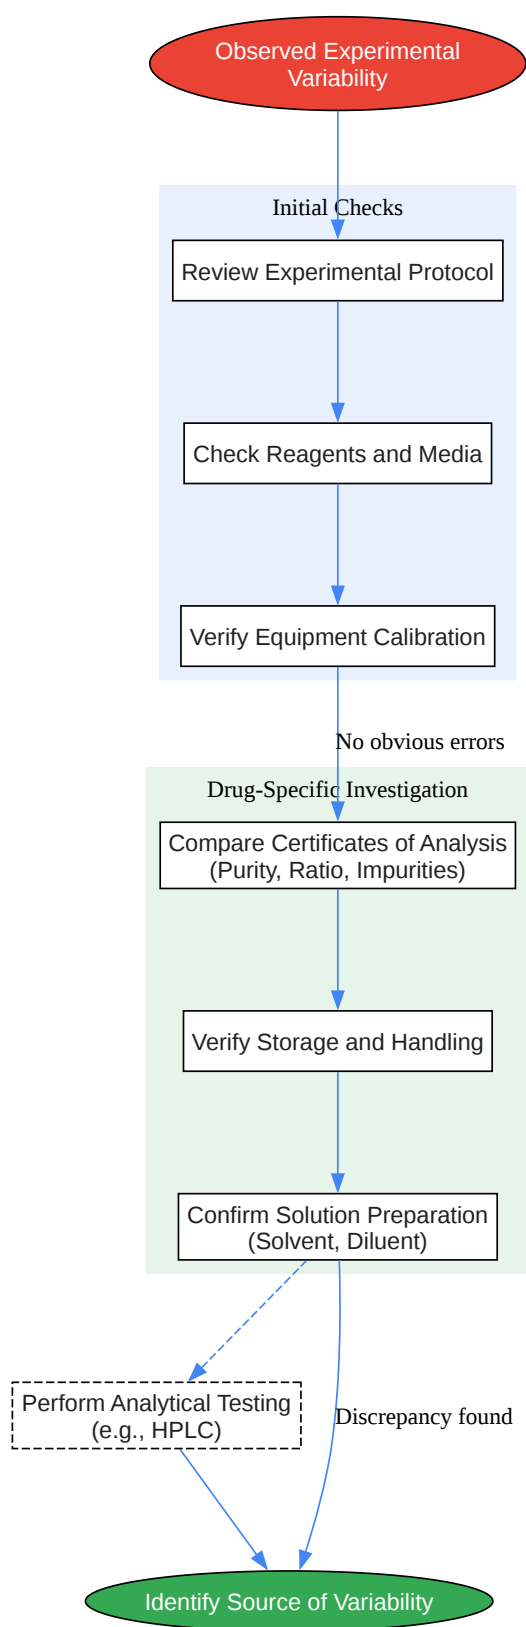 Observed Experimental
Variability
Initial Checks
Review Experimental Protocol
Check Reagents and Media
Verify Equipment Calibration
No obvious errors
Drug-Specific Investigation
Compare Certificates of Analysis
(Purity, Ratio, Impurities)
Verify Storage and Handling
Confirm Solution Preparation
(Solvent, Diluent)
Perform Analytical Testing
(e.g., HPLC)
Discrepancy found
Identify Source of Variability